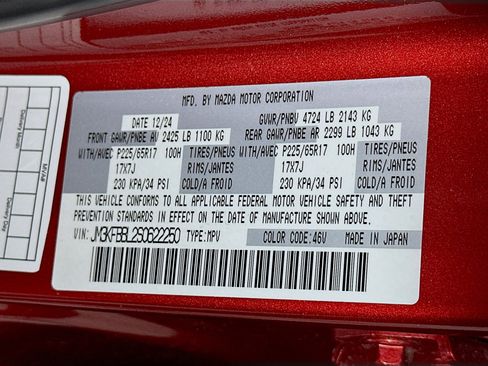 MFD. BY MAZDA MOTOR CORPORATION
DATE 12/24 GVWR/PNBV 4724 LB 2143 KG
FRONT GAWR/PNBE AV 2425 LB 1100 KG REAR GAWR/PNBE AR 2299 LB 1043 KG
WITH/AVEC P225/65R17 100H TIRES/PNEUS WITH/AVEC P225/65R17 100H TIRES/PNEUS
17X7J RIMS/JANTES 17X7J RIMS/JANTES
230 KPA/34 PSI COLD/A FROID 230 KPA/34 PSI COLD/A FROID
THIS VEHICLE CONFORMS TO ALL APPLICABLE FEDERAL MOTOR VEHICLE SAFETY AND THEFT
PREVENTION STANDARDS IN EFFECT ON THE DATE OF MANUFACTURE SHOWN ABOVE.
VIN: JM3KFBBL2S0622250 TYPE:MPV COLOR CODE:46V MADE IN JAPAN
MVAB
Delivery Day